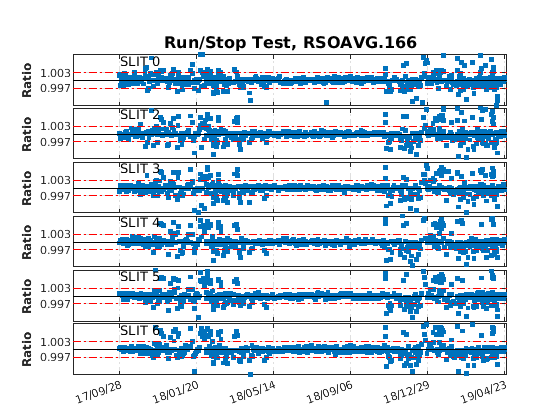 Run/Stop Test, RSOAVG.166
SLIT 0
Ratio
1.003
0.997
SLIT 2
Ratio
1.003
0.997
SLIT 3
Ratio
1.003
0.997
SLIT 4
Ratio
1.003
0.997
SLIT 5
Ratio
1.003
0.997
SLIT 6
Ratio
1.003
0.997
17/09/28 18/01/20 18/05/14 18/09/06 18/12/29 19/04/23